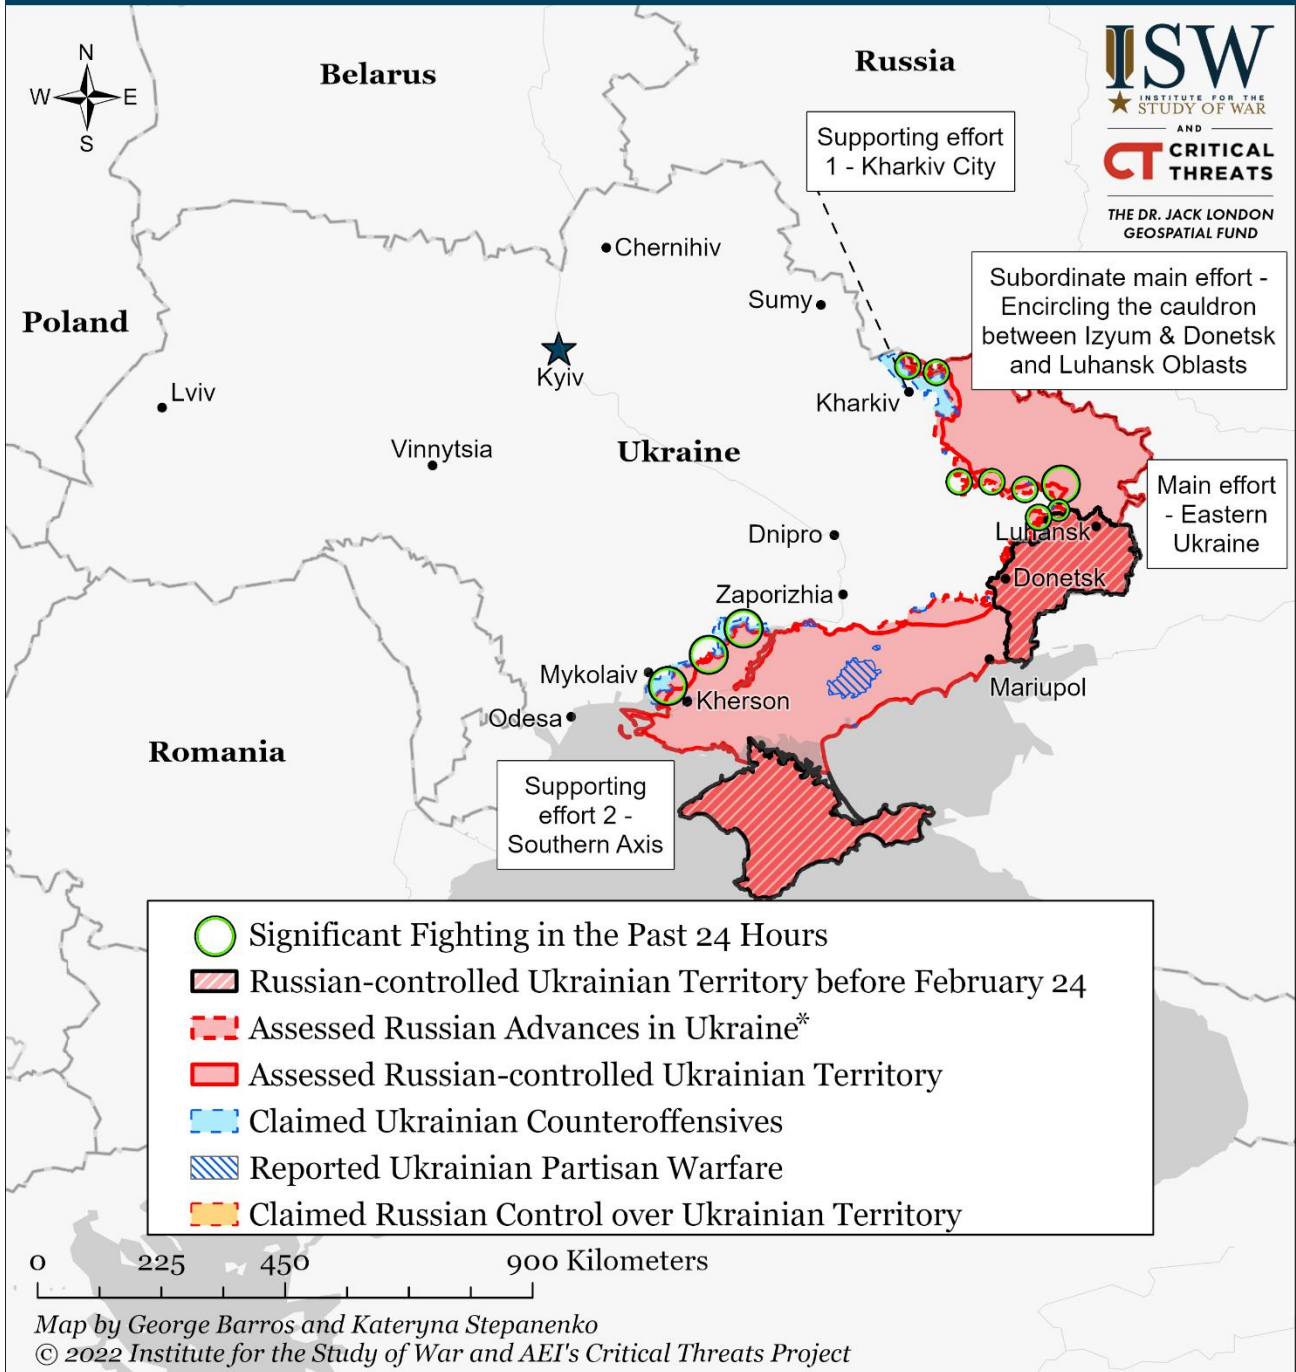 N
W
E
S
Belarus
Russia
ISW
INSTITUTE FOR THE
STUDY OF WAR
AND
CT CRITICAL
THREATS
THE DR. JACK LONDON
GEOSPATIAL FUND
Supporting effort
1 - Kharkiv City
Chernihiv
Subordinate main effort -
Encircling the cauldron
between Izyum & Donetsk
and Luhansk Oblasts
Sumy
Poland
Kyiv
Lviv
Kharkiv
Vinnytsia
Ukraine
Main effort
- Eastern
Ukraine
Dnipro
Luhansk
Donetsk
Zaporizhia
Mykolaiv
Mariupol
Kherson
Odesa
Romania
Supporting
effort 2 -
Southern Axis
Significant Fighting in the Past 24 Hours
Russian-controlled Ukrainian Territory before February 24
Assessed Russian Advances in Ukraine*
Assessed Russian-controlled Ukrainian Territory
Claimed Ukrainian Counteroffensives
Reported Ukrainian Partisan Warfare
Claimed Russian Control over Ukrainian Territory
0 225 450 900 Kilometers
Map by George Barros and Kateryna Stepanenko
© 2022 Institute for the Study of War and AEI's Critical Threats Project